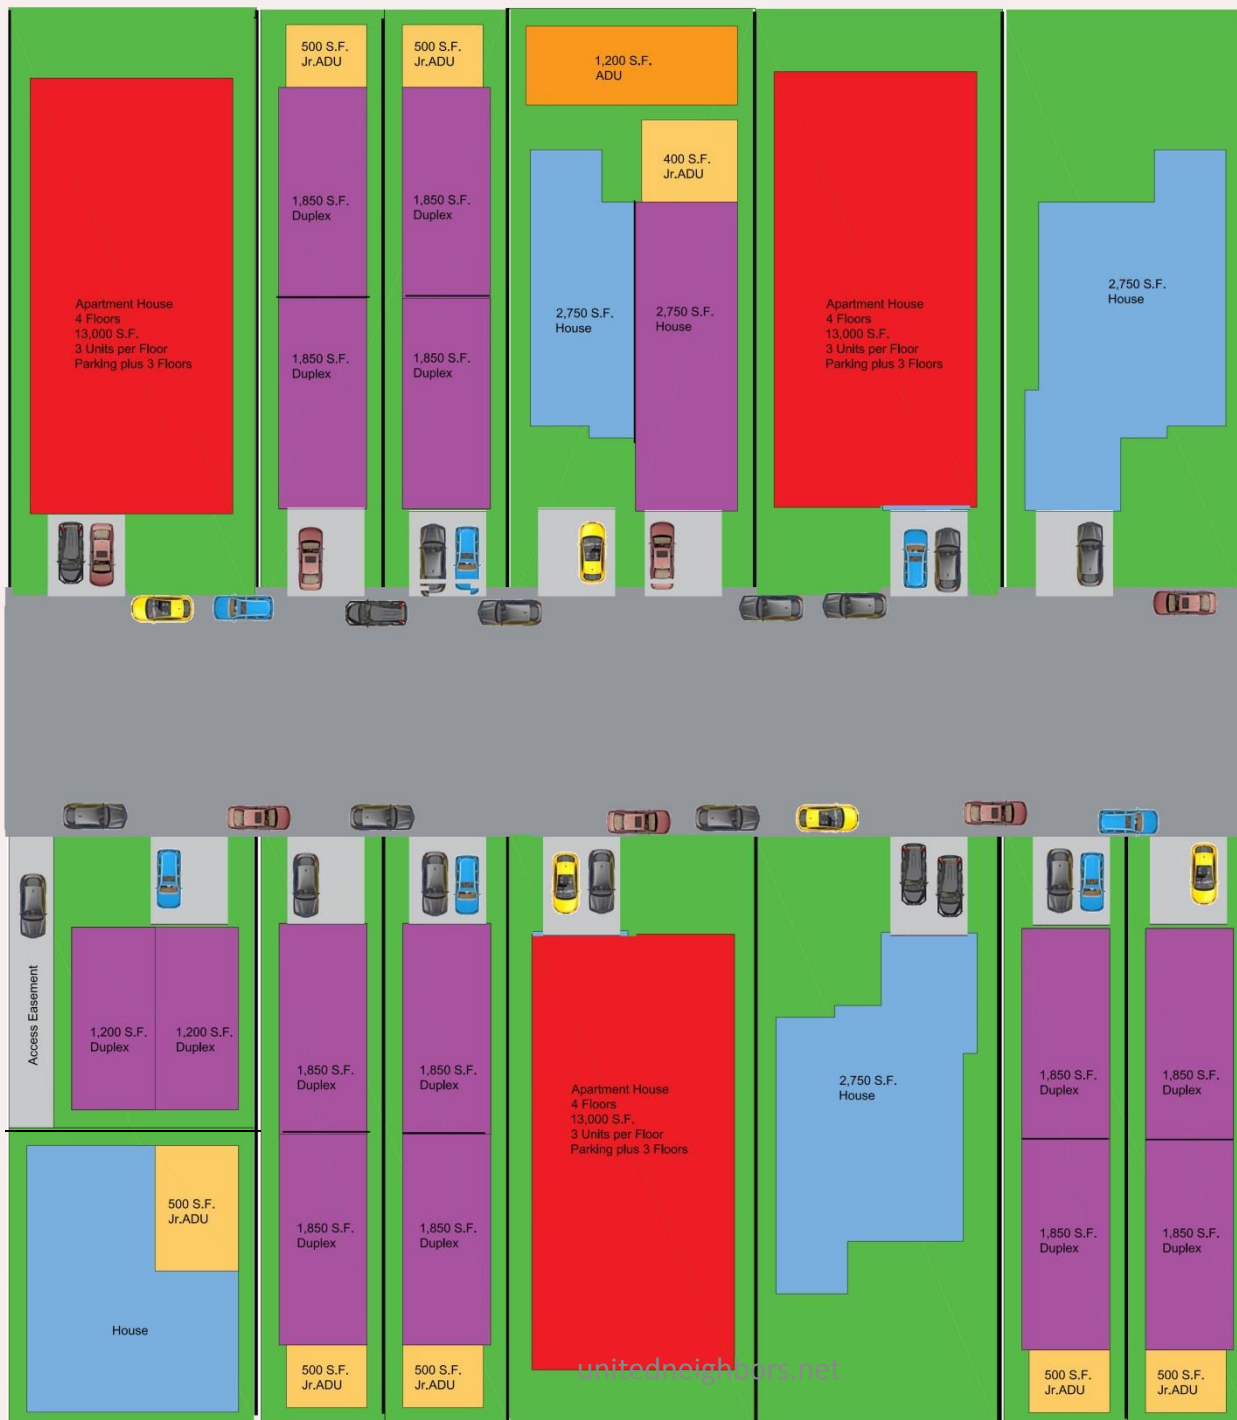 500 S.F.
Jr.ADU
500 S.F.
Jr.ADU
1,200 S.F.
ADU
400 S.F.
Jr.ADU
1,850 S.F.
Duplex
1,850 S.F.
Duplex
2,750 S.F.
House
Apartment House
4 Floors
13,000 S.F.
3 Units per Floor
Parking plus 3 Floors
1,850 S.F.
Duplex
1,850 S.F.
Duplex
2,750 S.F.
House
2,750 S.F.
House
Apartment House
4 Floors
13,000 S.F.
3 Units per Floor
Parking plus 3 Floors
Access Easement
1,200 S.F.
Duplex
1,200 S.F.
Duplex
1,850 S.F.
Duplex
1,850 S.F.
Duplex
Apartment House
4 Floors
13,000 S.F.
3 Units per Floor
Parking plus 3 Floors
2,750 S.F.
House
1,850 S.F.
Duplex
1,850 S.F.
Duplex
500 S.F.
Jr.ADU
1,850 S.F.
Duplex
1,850 S.F.
Duplex
1,850 S.F.
Duplex
1,850 S.F.
Duplex
House
500 S.F.
Jr.ADU
500 S.F.
Jr.ADU
unitedneighbors.net
500 S.F.
Jr.ADU
500 S.F.
Jr.ADU